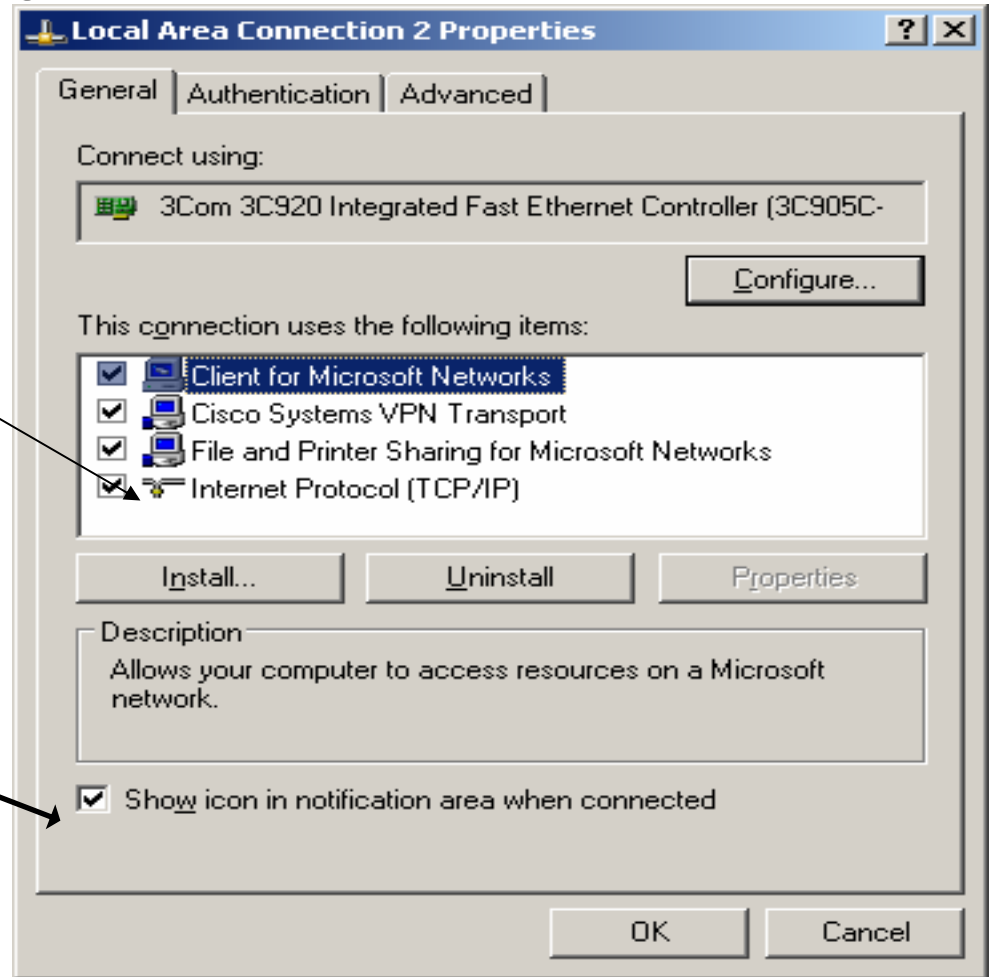 Local Area Connection 2 Properties
General
Authentication
Advanced
Connect using:
3Com 3C920 Integrated Fast Ethernet Controller (3C905C-
Configure...
This connection uses the following items:
Client for Microsoft Networks
Cisco Systems VPN Transport
File and Printer Sharing for Microsoft Networks
Internet Protocol (TCP/IP)
Install...
Uninstall
Properties
Description
Allows your computer to access resources on a Microsoft
network.
Show icon in notification area when connected
OK
Cancel